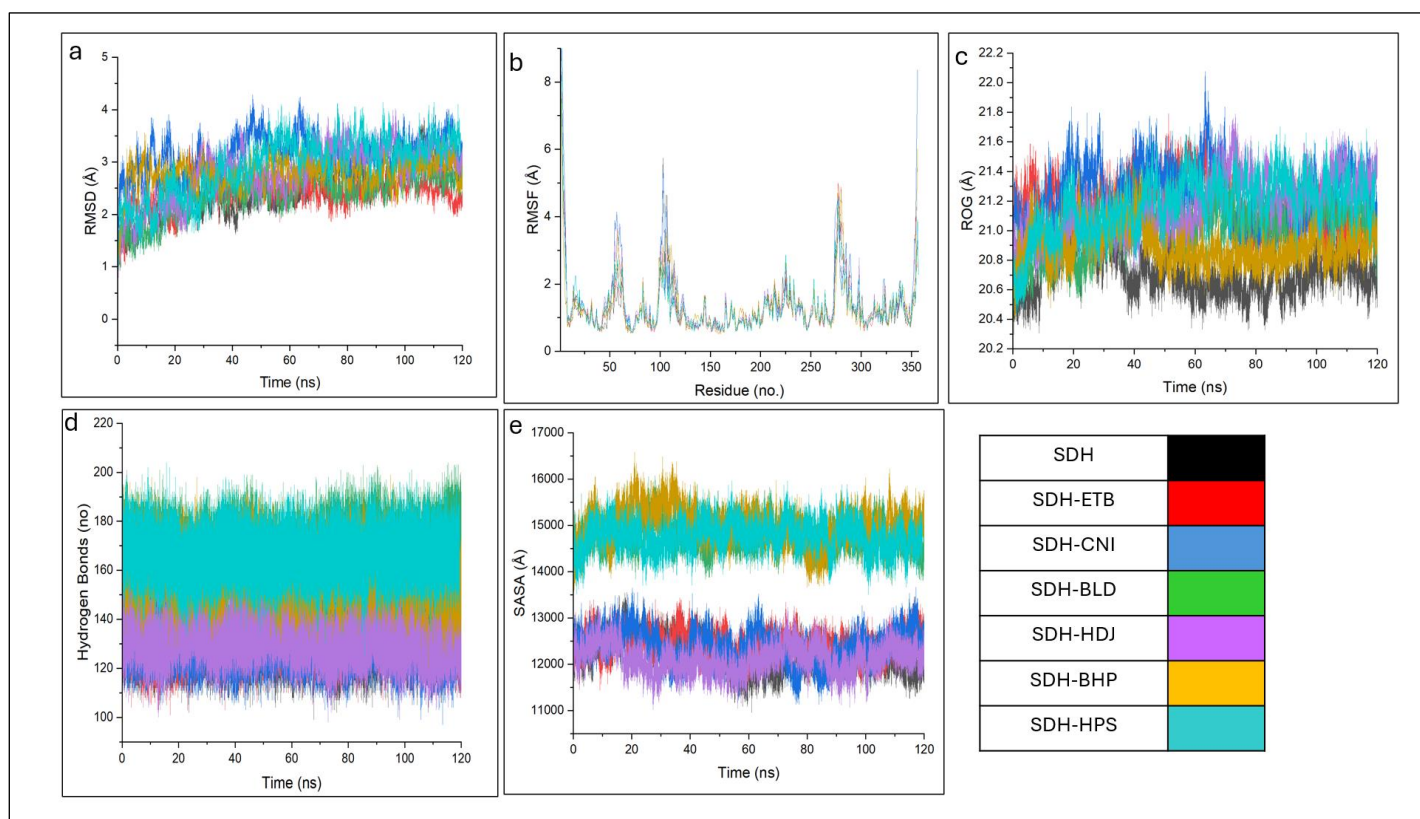 a
5
4
3
2
1
0
RMSD (Å)
0 20 40 60 80 100 120
Time (ns)
b
8
6
4
2
0
RMSF (Å)
50 100 150 200 250 300 350
Residue (no.)
c
22.2
22.0
21.8
21.6
21.4
21.2
21.0
20.8
20.6
20.4
20.2
ROG (Å)
0 20 40 60 80 100 120
Time (ns)
d
220
200
180
160
140
120
100
Hydrogen Bonds (no)
0 20 40 60 80 100 120
Time (ns)
e
17000
16000
15000
14000
13000
12000
11000
SASA (Å)
0 20 40 60 80 100 120
Time (ns)
SDH
SDH-ETB
SDH-CNI
SDH-BLD
SDH-HDJ
SDH-BHP
SDH-HPS